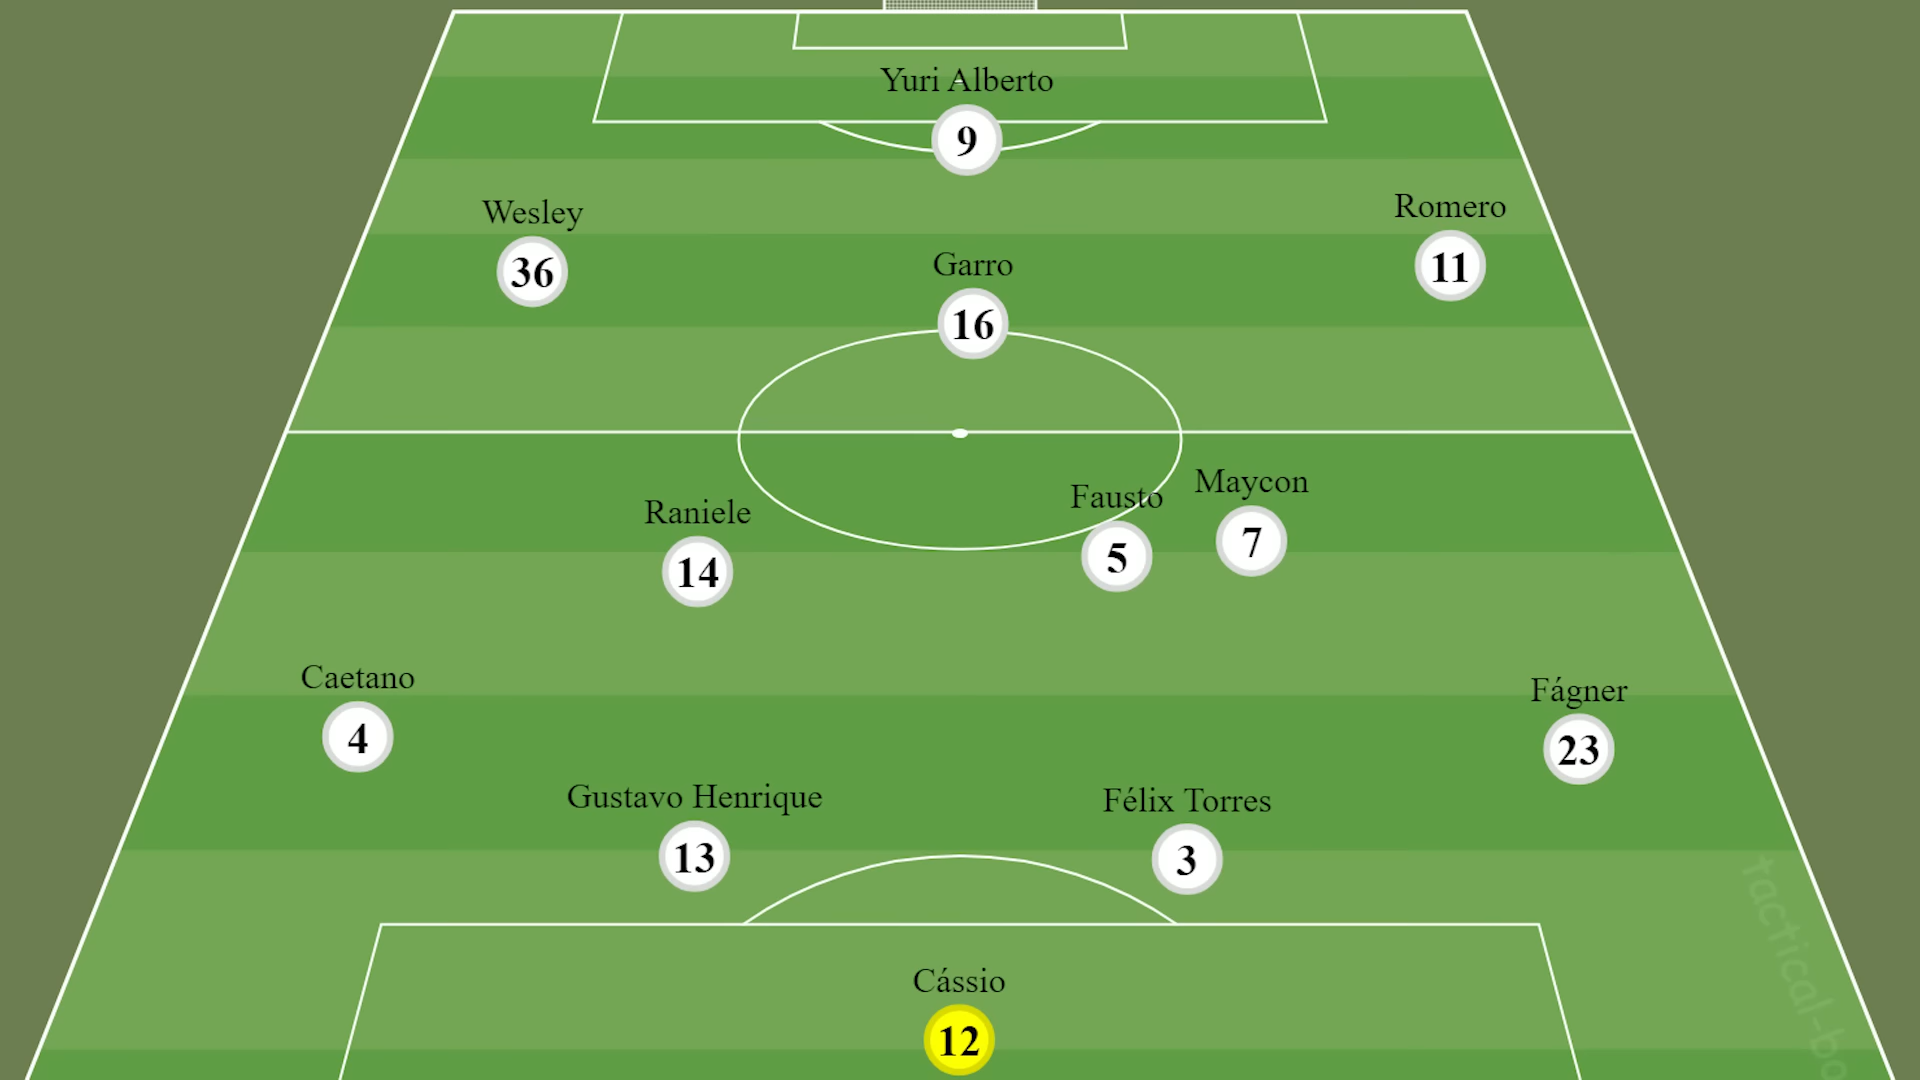 Yuri Alberto
9
Wesley
36
Romero
11
Garro
16
Raniele
14
Fausto
5
Maycon
7
Caetano
4
Fágner
23
Gustavo Henrique
13
Félix Torres
3
Cássio
12